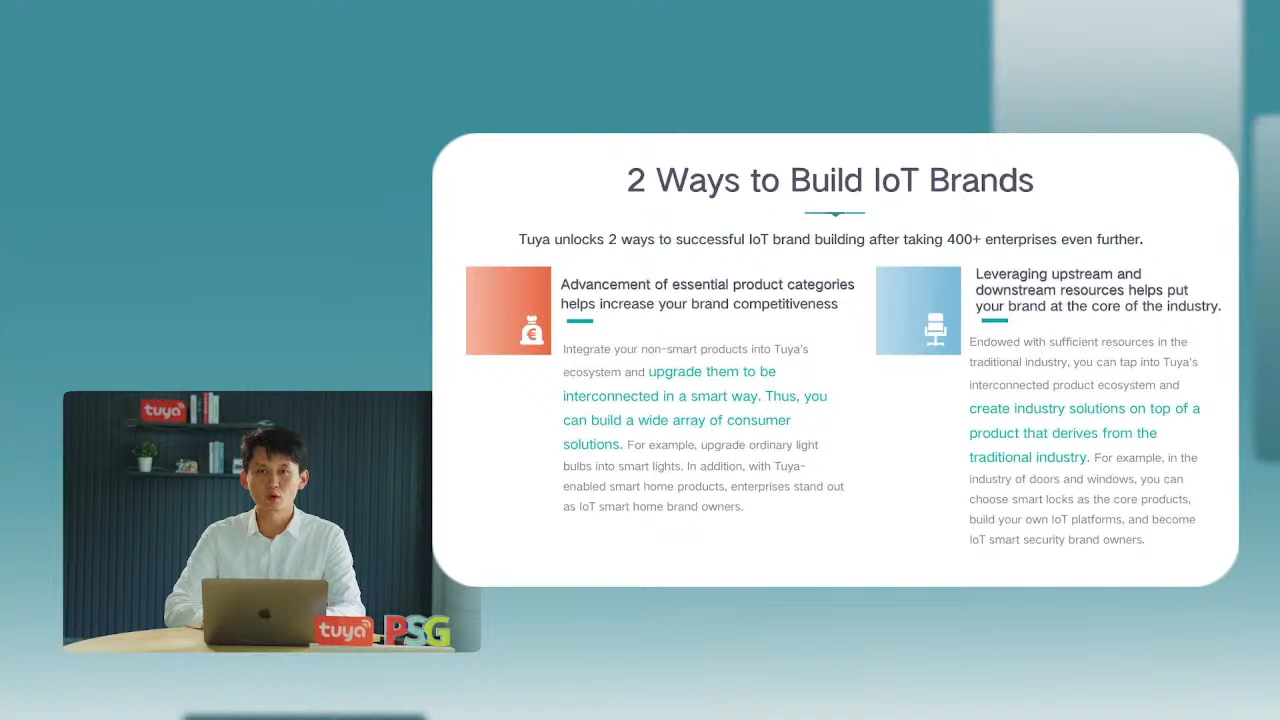 2 Ways to Build IoT Brands
Tuya unlocks 2 ways to successful IoT brand building after taking 400+ enterprises even further.
Advancement of essential product categories
helps increase your brand competitiveness
Integrate your non-smart products into Tuya's
ecosystem and upgrade them to be
interconnected in a smart way. Thus, you
can build a wide array of consumer
solutions. For example, upgrade ordinary light
bulbs into smart lights. In addition, with Tuya-
enabled smart home products, enterprises stand out
as IoT smart home brand owners.
Leveraging upstream and
downstream resources helps put
your brand at the core of the industry.
Endowed with sufficient resources in the
traditional industry, you can tap into Tuya's
interconnected product ecosystem and
create industry solutions on top of a
product that derives from the
traditional industry. For example, in the
industry of doors and windows, you can
choose smart locks as the core products,
build your own IoT platforms, and become
IoT smart security brand owners.
tuya
tuya
PSG